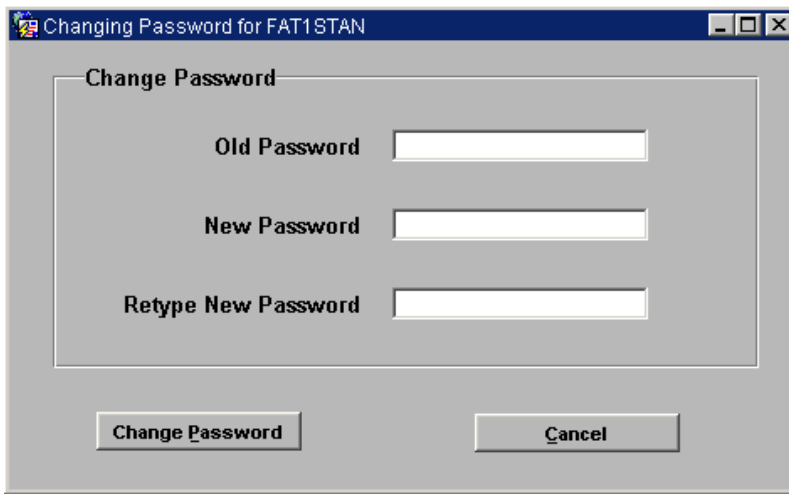 Changing Password for FAT1STAN
Change Password
Old Password
New Password
Retype New Password
Change Password Cancel